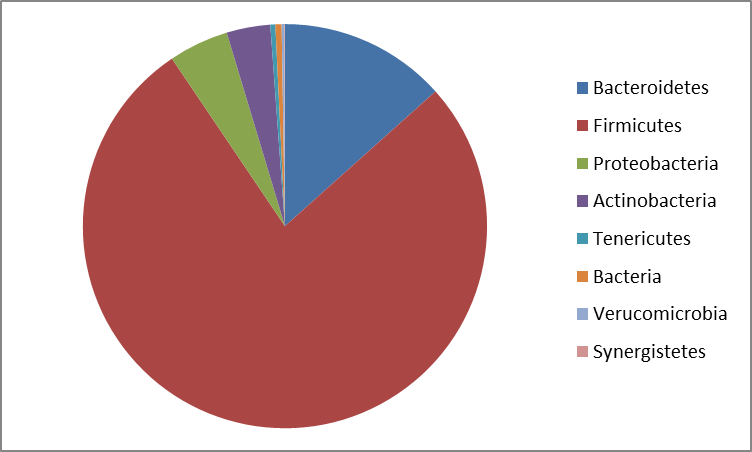 Bacteroidetes
Firmicutes
Proteobacteria
Actinobacteria
Tenericutes
Bacteria
Verucomicrobia
Synergistetes